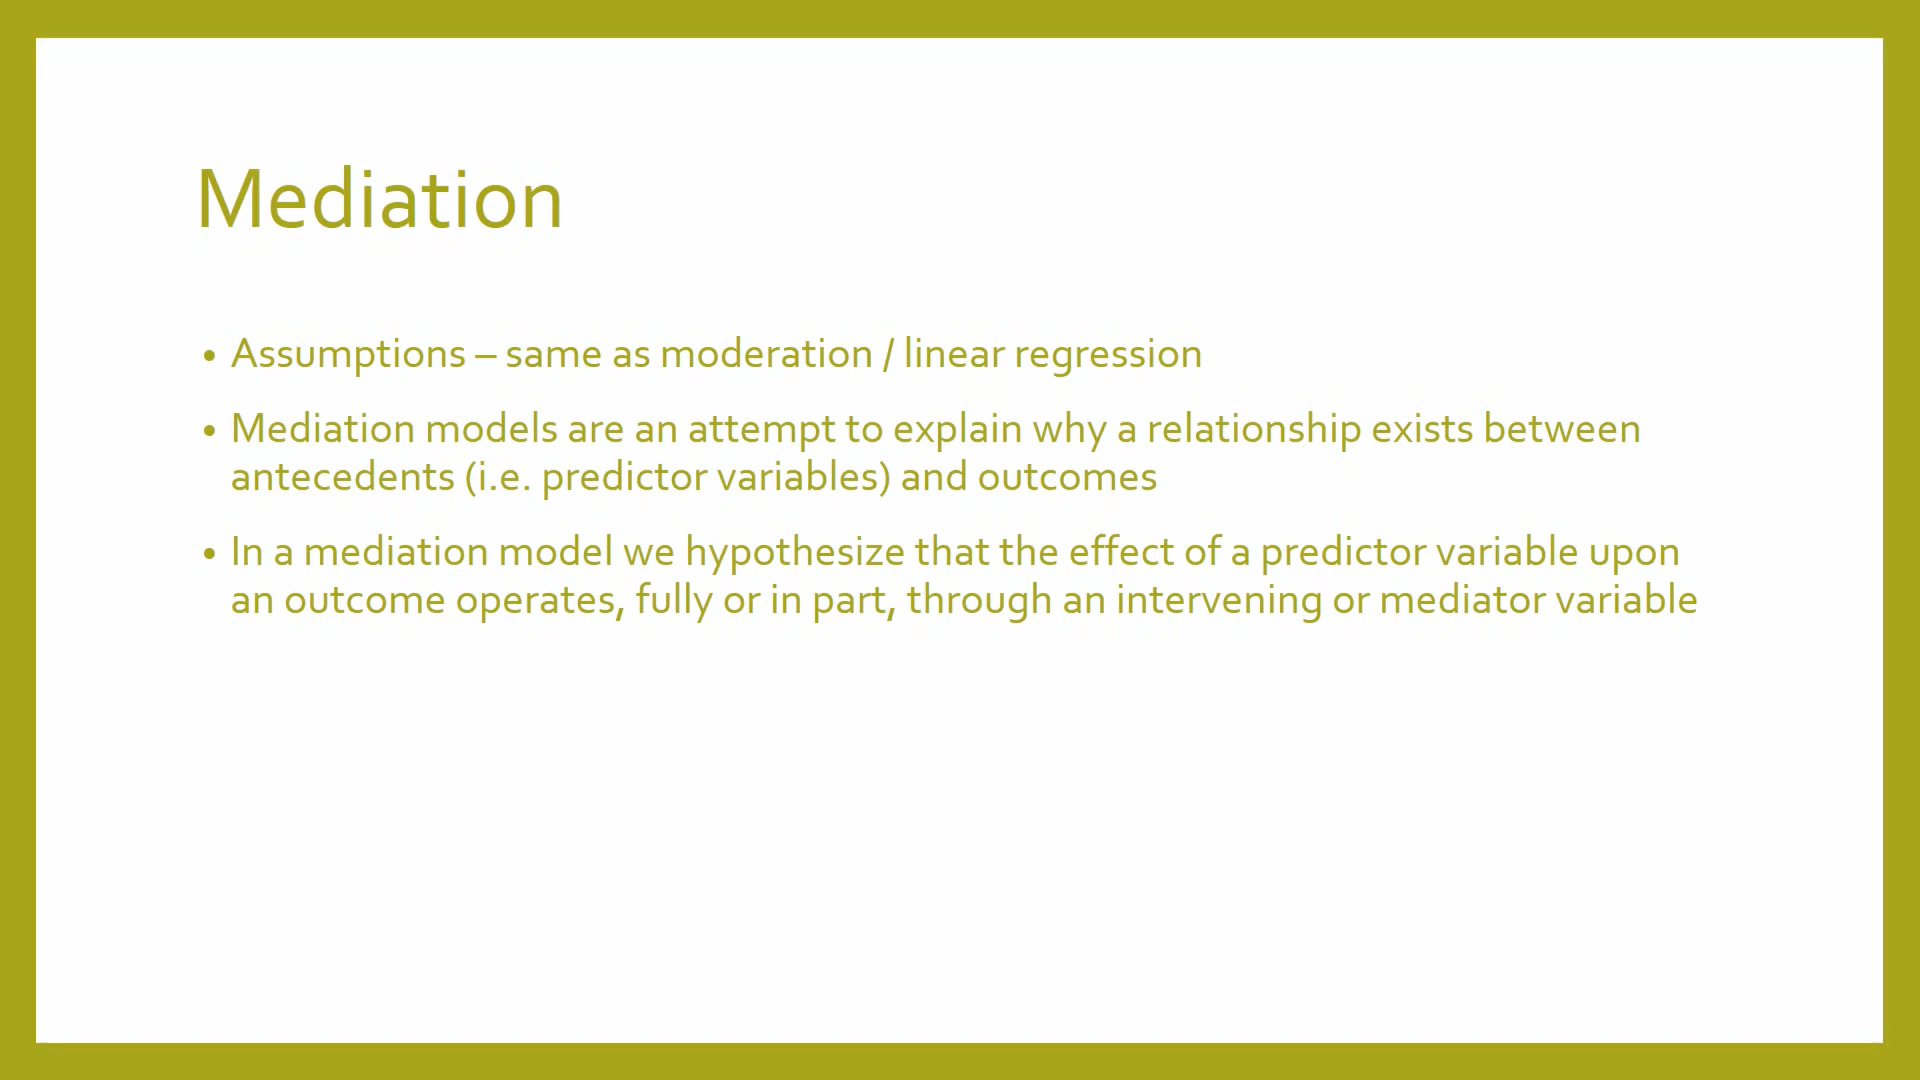 Mediation
• Assumptions – same as moderation / linear regression
• Mediation models are an attempt to explain why a relationship exists between
antecedents (i.e. predictor variables) and outcomes
• In a mediation model we hypothesize that the effect of a predictor variable upon
an outcome operates, fully or in part, through an intervening or mediator variable